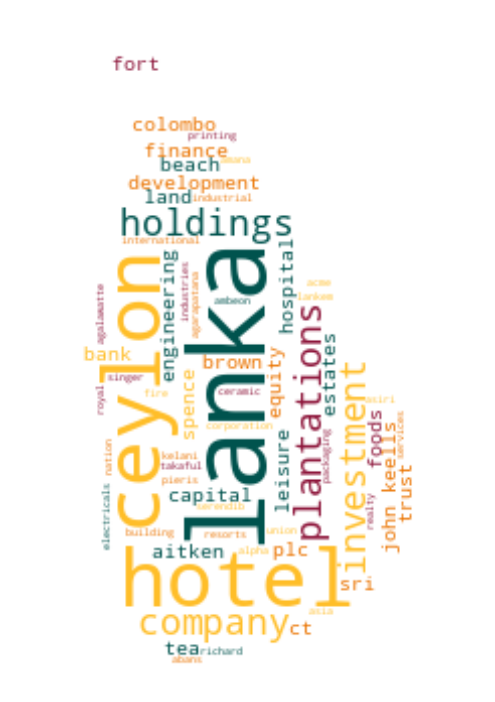 fort
colombo
printing
finance
amana
beach
development
land
industrial
holdings
international
lanka
ceylon
engineering
industries
agarapatana
hospital
ambeon
acme
lankem
agalawatte
plantations
estates
bank
brown
equity
investment
singer
spence
ceramic
royal
fire
asiri
foods
services
corporation
john keells
leisure
packaging
nation
kelani
takaful
pieris
trust
capital
electricals
serendib
realty
building
resorts
union
aitken
alpha
plc
hotel
sri
company
asia
ct
tea
richard
abans